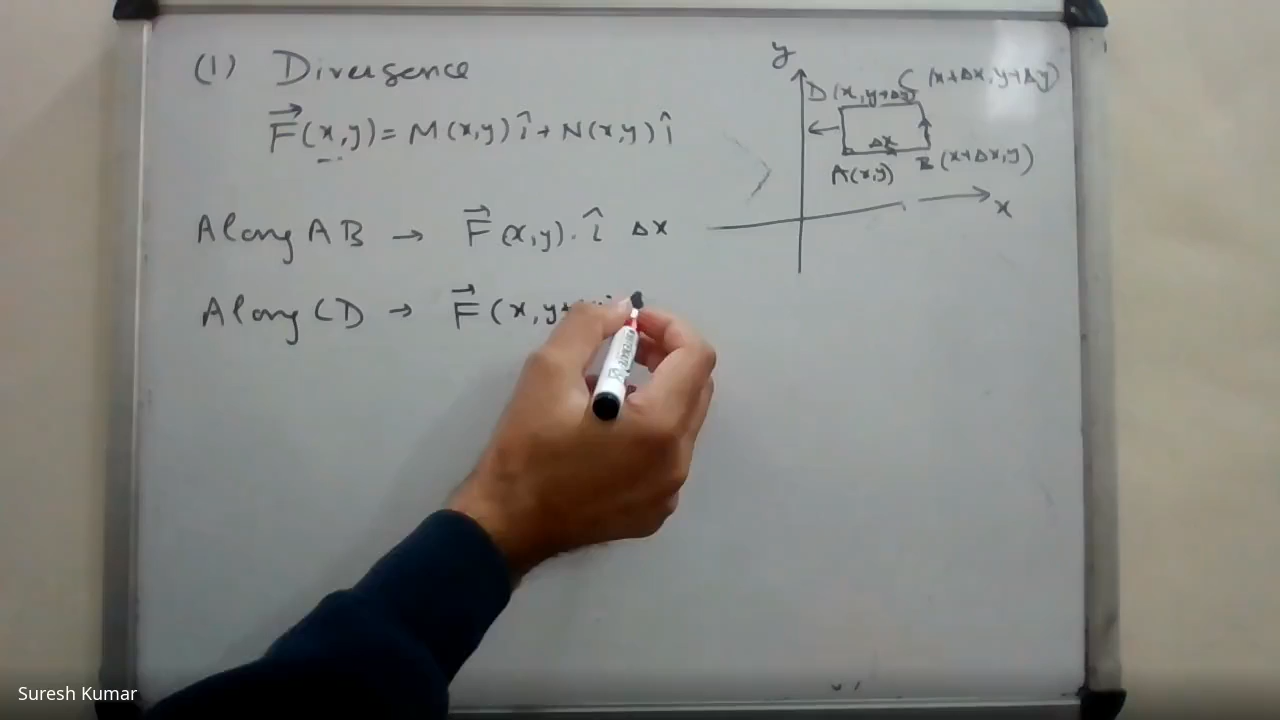 (1) Divergence
F⃗(x,y) = M(x,y) î + N(x,y) î
Along AB → F⃗(x,y). î Δx
Along CD → F⃗(x, y+
y
D(x, y+Δy) C (x+Δx, y+Δy)
Δx
A(x,y) B(x+Δx,y)
x
Suresh Kumar